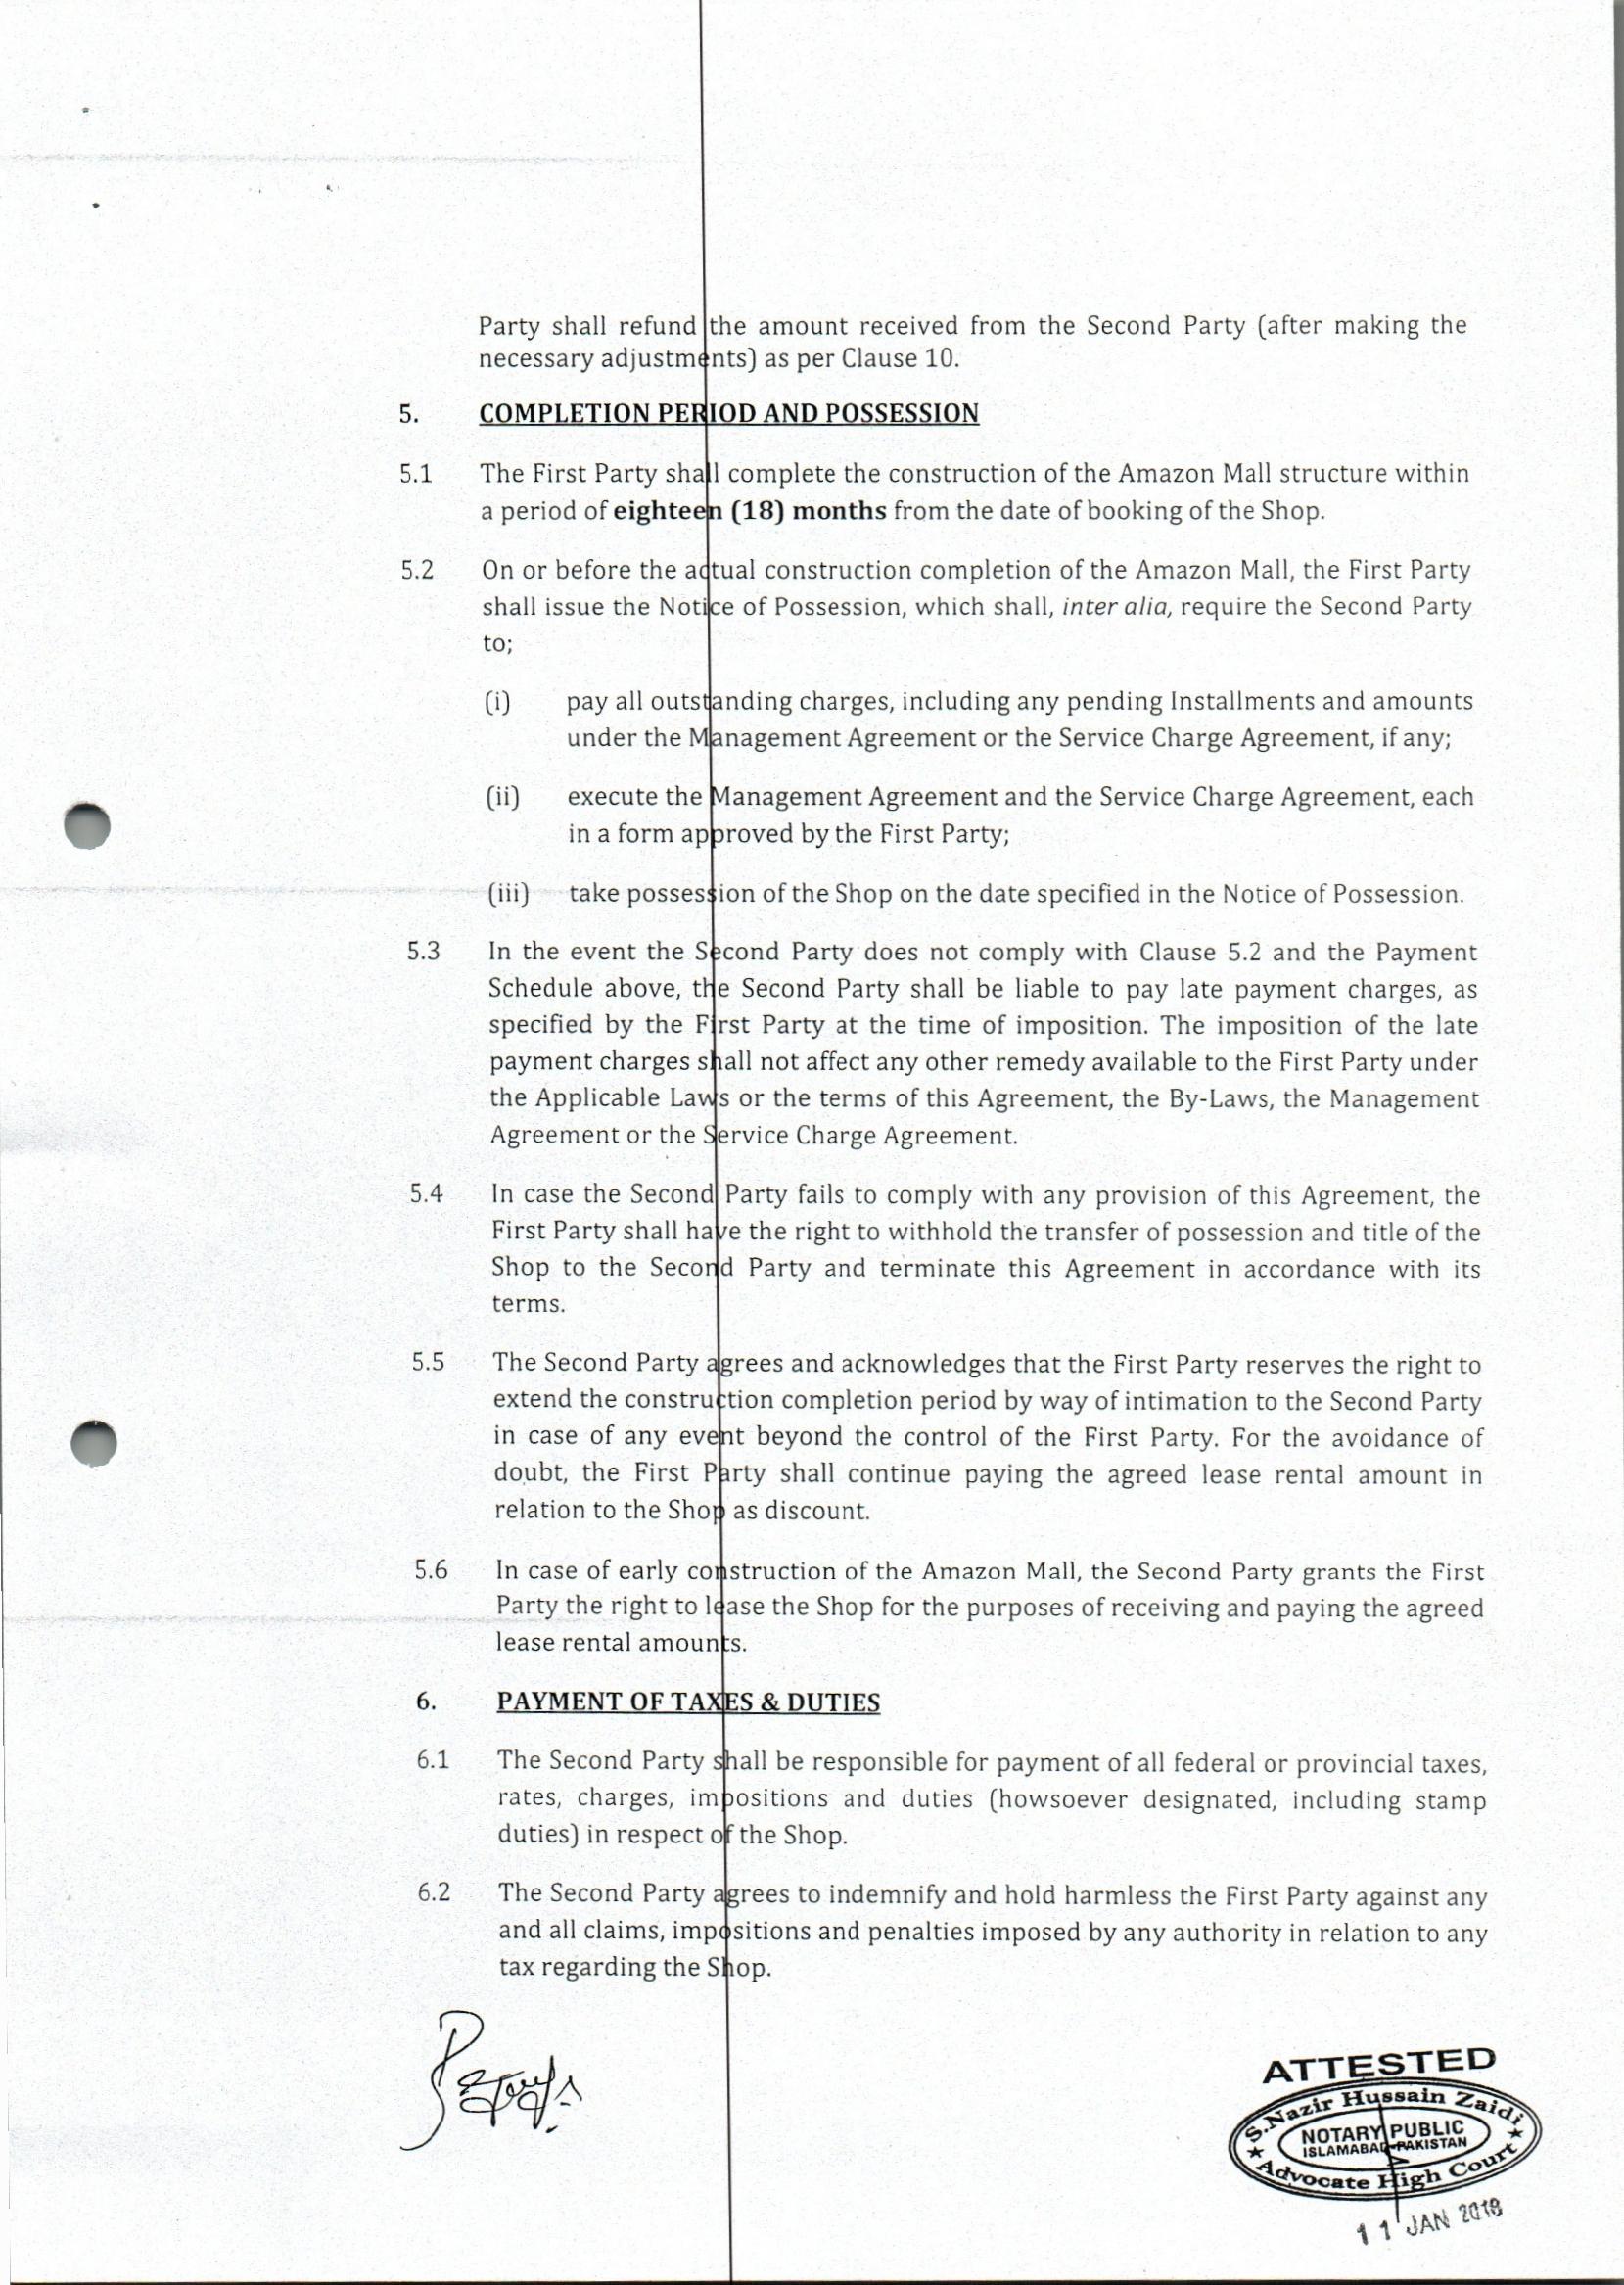 Party shall refund the amount received from the Second Party (after making the
necessary adjustments) as per Clause 10.
5. COMPLETION PERIOD AND POSSESSION
5.1 The First Party shall complete the construction of the Amazon Mall structure within
a period of eighteen (18) months from the date of booking of the Shop.
5.2 On or before the actual construction completion of the Amazon Mall, the First Party
shall issue the Notice of Possession, which shall, inter alia, require the Second Party
to;
(i) pay all outstanding charges, including any pending Installments and amounts
under the Management Agreement or the Service Charge Agreement, if any;
(ii) execute the Management Agreement and the Service Charge Agreement, each
in a form approved by the First Party;
(iii) take possession of the Shop on the date specified in the Notice of Possession.
5.3 In the event the Second Party does not comply with Clause 5.2 and the Payment
Schedule above, the Second Party shall be liable to pay late payment charges, as
specified by the First Party at the time of imposition. The imposition of the late
payment charges shall not affect any other remedy available to the First Party under
the Applicable Laws or the terms of this Agreement, the By-Laws, the Management
Agreement or the Service Charge Agreement.
5.4 In case the Second Party fails to comply with any provision of this Agreement, the
First Party shall have the right to withhold the transfer of possession and title of the
Shop to the Second Party and terminate this Agreement in accordance with its
terms.
5.5 The Second Party agrees and acknowledges that the First Party reserves the right to
extend the construction completion period by way of intimation to the Second Party
in case of any event beyond the control of the First Party. For the avoidance of
doubt, the First Party shall continue paying the agreed lease rental amount in
relation to the Shop as discount.
5.6 In case of early construction of the Amazon Mall, the Second Party grants the First
Party the right to lease the Shop for the purposes of receiving and paying the agreed
lease rental amounts.
6. PAYMENT OF TAXES & DUTIES
6.1 The Second Party shall be responsible for payment of all federal or provincial taxes,
rates, charges, impositions and duties (howsoever designated, including stamp
duties) in respect of the Shop.
6.2 The Second Party agrees to indemnify and hold harmless the First Party against any
and all claims, impositions and penalties imposed by any authority in relation to any
tax regarding the Shop.
ATTESTED
S.Nazir Hussain Zaidi
NOTARY PUBLIC
ISLAMABAD-PAKISTAN
Advocate High Court
11 JAN 2018